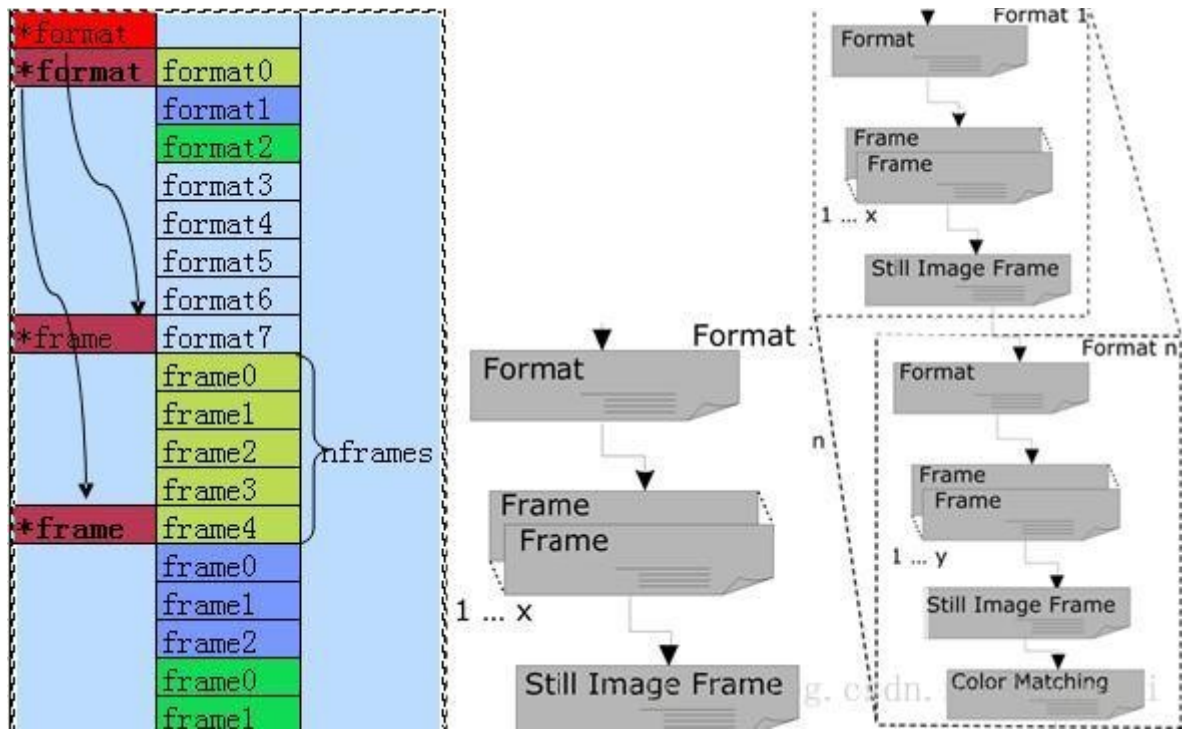 *format
*format format0
format1
format2
format3
format4
format5
format6
*frame format7
frame0
frame1
frame2
nframes
frame3
*frame frame4
frame0
frame1
frame2
frame0
frame1
Format
Format
Frame
Frame
1 ... x
Still Image Frame
Format 1
Format
Frame
Frame
1 ... x
Still Image Frame
n
Format n
Format
Frame
Frame
1 ... y
Still Image Frame
Color Matching